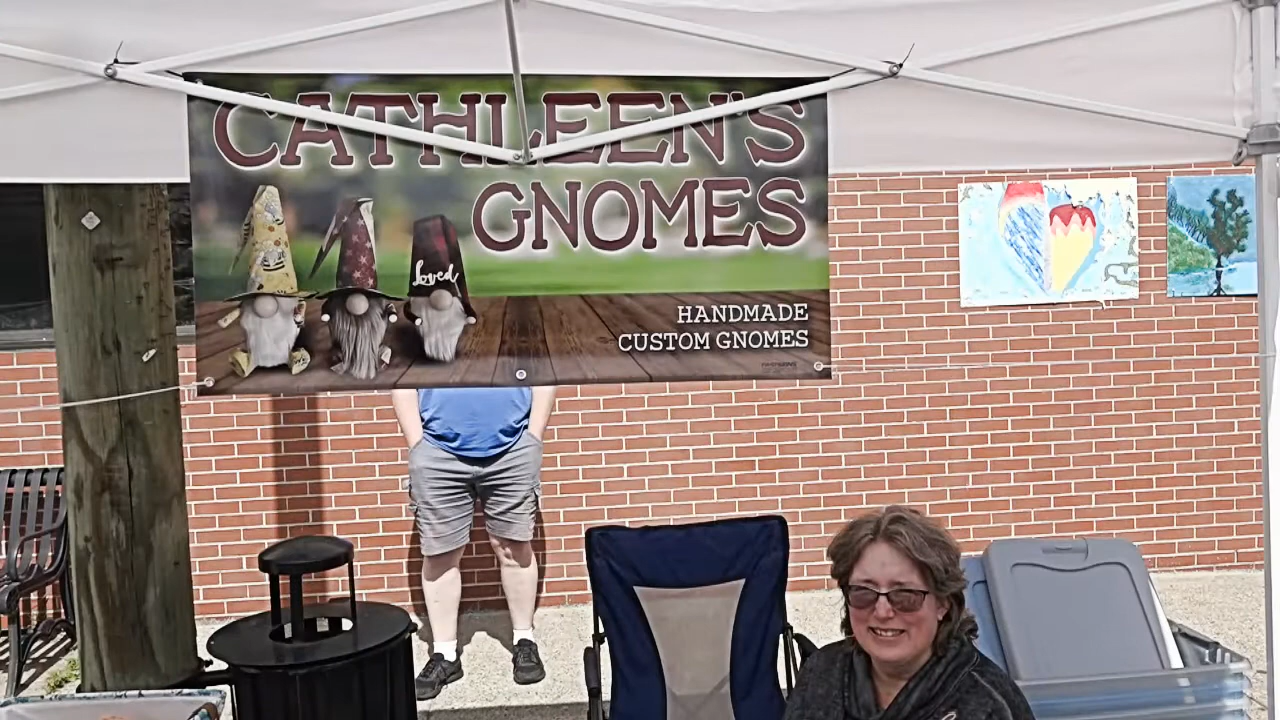 CATHLEEN'S
GNOMES
Loved
HANDMADE
CUSTOM GNOMES